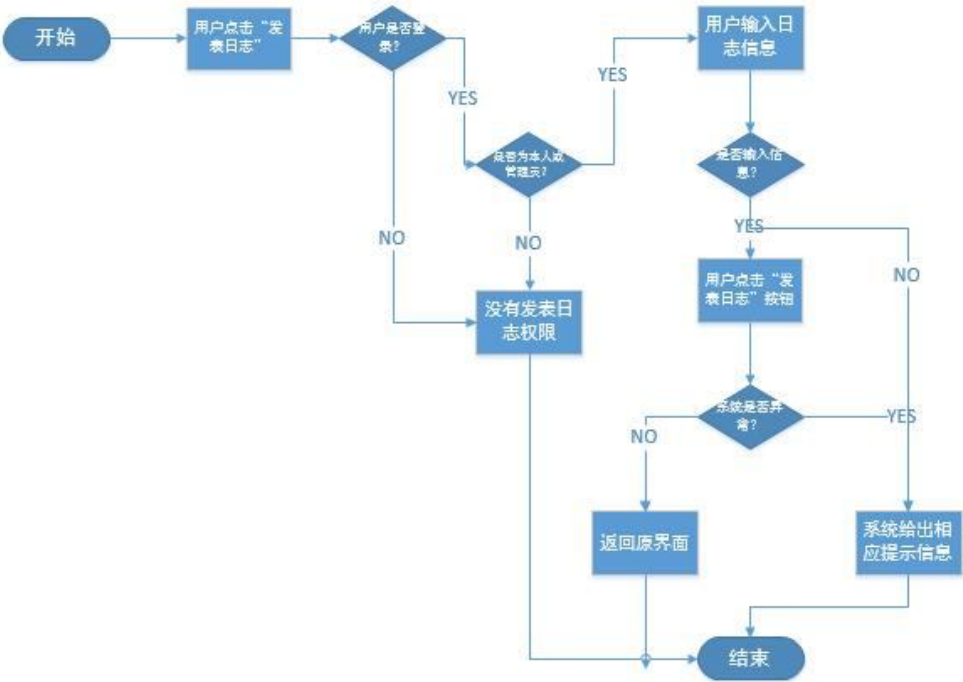 开始
用户点击“发
表日志”
用户是否登
录？
YES
NO
是否为本人或
管理员？
YES
NO
没有发表日
志权限
用户输入日
志信息
是否输入信
息？
YES
NO
用户点击“发
表日志”按钮
系统是否异
常？
NO
YES
返回原界面
系统给出相
应提示信息
结束